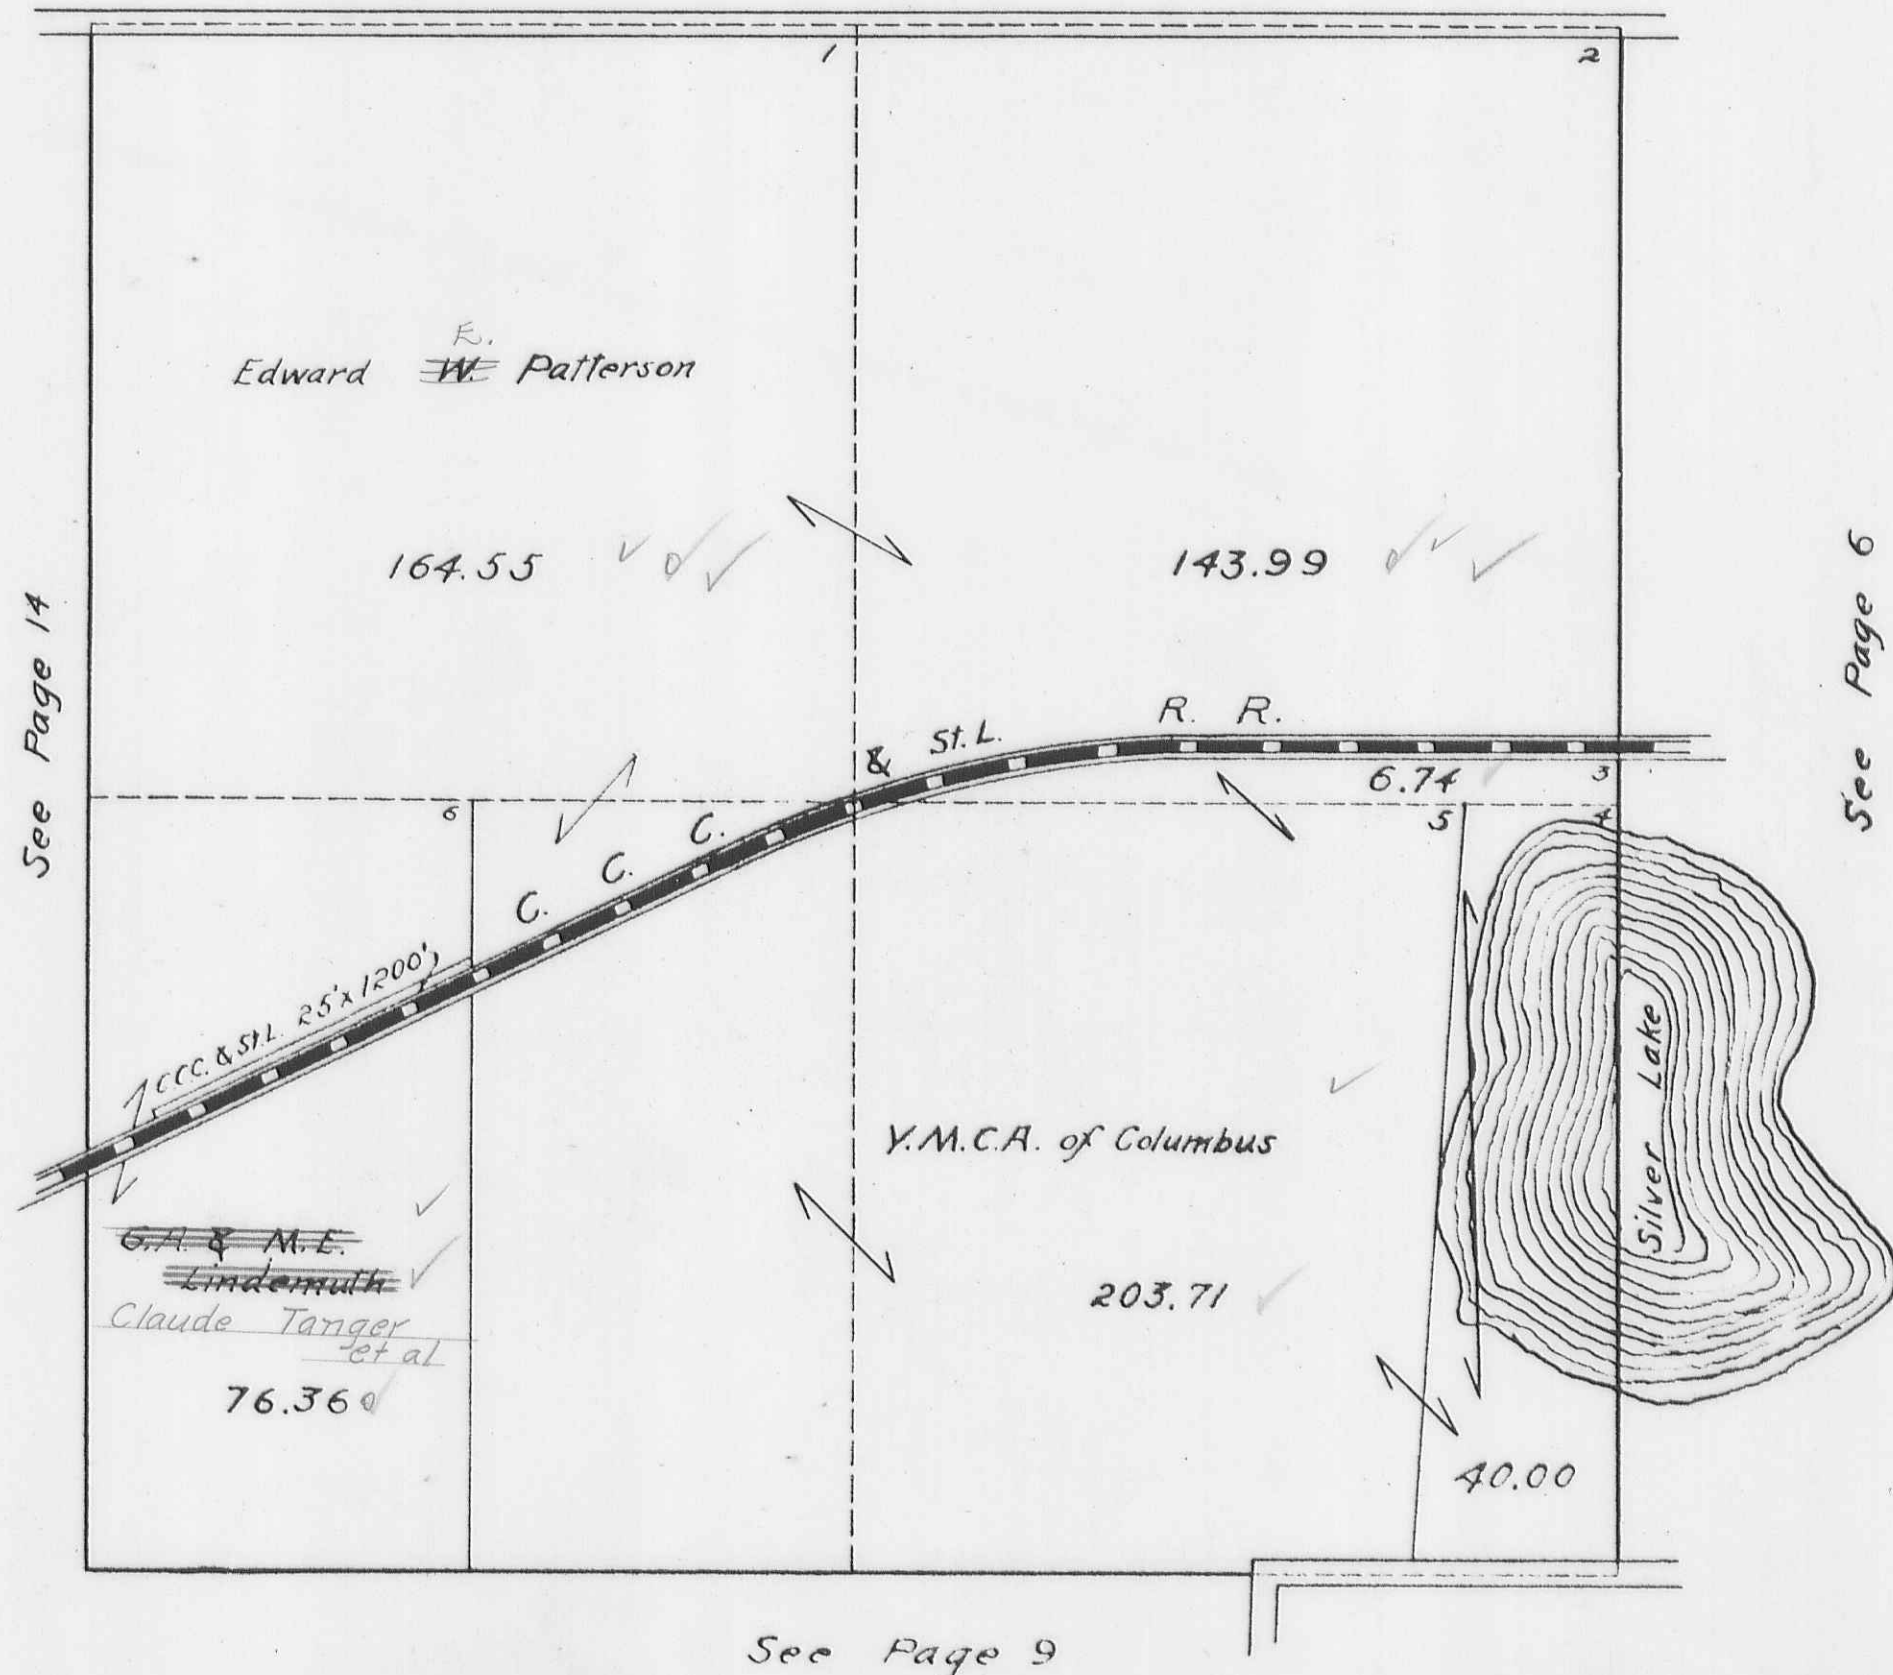 1
2
E.
Edward W. Patterson
164.55
143.99
See Page 14
See Page 6
R. R.
& St. L.
6.74
3
6
5
4
C. C. C.
C.C.C. & St. L. 25' x 1200'
Silver Lake
Y.M.C.A. of Columbus
G.A. & M.E.
Lindemuth
203.71
Claude Tanger
et al
76.36
40.00
See Page 9